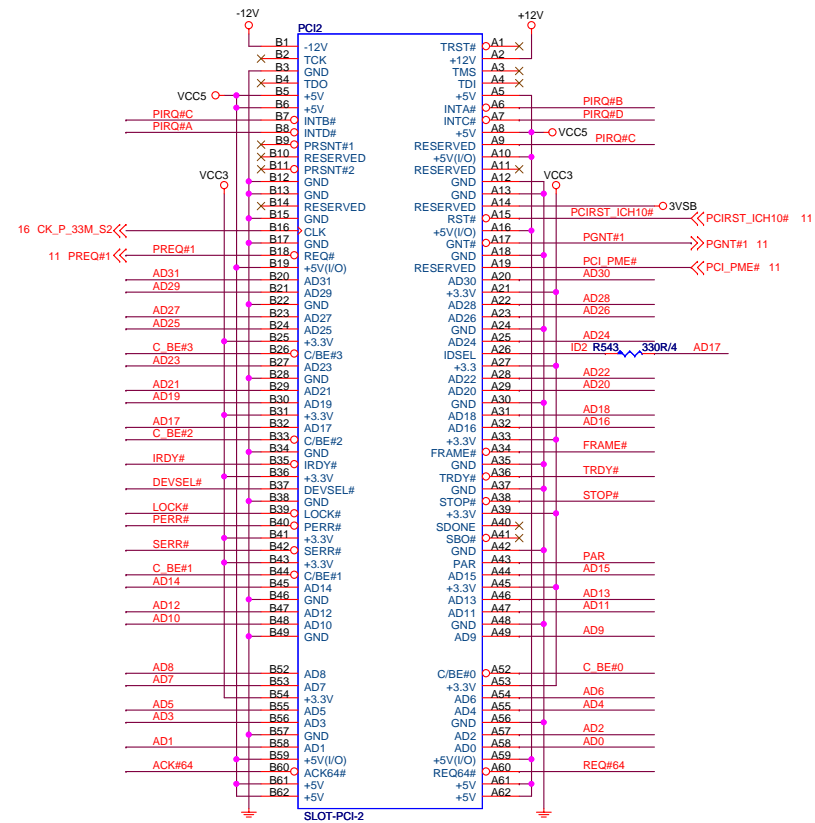 -12V +12V
PCI2
B1 -12V TRST# A1
B2 TCK +12V A2
B3 GND TMS A3
B4 TDO TDI A4
VCC5 B5 +5V +5V A5
B6 +5V INTA# A6 PIRQ#B
PIRQ#C B7 INTB# INTC# A7 PIRQ#D
PIRQ#A B8 INTD# +5V A8 VCC5
B9 PRSNT#1 RESERVED A9 PIRQ#C
B10 RESERVED +5V(I/O) A10
B11 PRSNT#2 RESERVED A11
VCC3 B12 GND GND A12 VCC3
B13 GND GND A13
B14 RESERVED RESERVED A14 3VSB
B15 GND RST# A15 PCIRST_ICH10# PCIRST_ICH10# 11
16 CK_P_33M_S2 B16 CLK +5V(I/O) A16
B17 GND GNT# A17 PGNT#1 PGNT#1 11
11 PREQ#1 PREQ#1 B18 REQ# GND A18
B19 +5V(I/O) RESERVED A19 PCI_PME# PCI_PME# 11
AD31 B20 AD31 AD30 A20 AD30
AD29 B21 AD29 +3.3V A21
B22 GND AD28 A22 AD28
AD27 B23 AD27 AD26 A23 AD26
AD25 B24 AD25 GND A24
B25 +3.3V AD24 A25 AD24
C_BE#3 B26 C/BE#3 IDSEL A26 ID2 R543 330R/4 AD17
AD23 B27 AD23 +3.3 A27
B28 GND AD22 A28 AD22
AD21 B29 AD21 AD20 A29 AD20
AD19 B30 AD19 GND A30
B31 +3.3V AD18 A31 AD18
AD17 B32 AD17 AD16 A32 AD16
C_BE#2 B33 C/BE#2 +3.3V A33
B34 GND FRAME# A34 FRAME#
IRDY# B35 IRDY# GND A35
B36 +3.3V TRDY# A36 TRDY#
DEVSEL# B37 DEVSEL# GND A37
B38 GND STOP# A38 STOP#
LOCK# B39 LOCK# +3.3V A39
PERR# B40 PERR# SDONE A40
B41 +3.3V SBO# A41
SERR# B42 SERR# GND A42
B43 +3.3V PAR A43 PAR
C_BE#1 B44 C/BE#1 AD15 A44 AD15
AD14 B45 AD14 +3.3V A45
B46 GND AD13 A46 AD13
AD12 B47 AD12 AD11 A47 AD11
AD10 B48 AD10 GND A48
B49 GND AD9 A49 AD9
AD8 B52 AD8 C/BE#0 A52 C_BE#0
AD7 B53 AD7 +3.3V A53
B54 +3.3V AD6 A54 AD6
AD5 B55 AD5 AD4 A55 AD4
AD3 B56 AD3 GND A56
B57 GND AD2 A57 AD2
AD1 B58 AD1 AD0 A58 AD0
B59 +5V(I/O) +5V(I/O) A59
ACK#64 B60 ACK64# REQ64# A60 REQ#64
B61 +5V +5V A61
B62 +5V +5V A62
SLOT-PCI-2